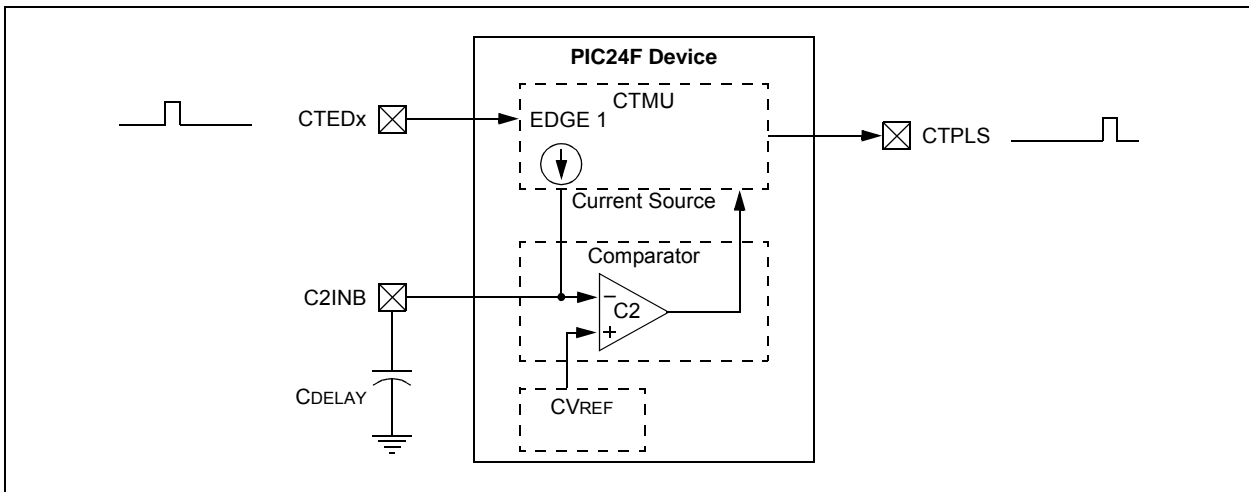 PIC24F Device
CTMU
CTEDx
EDGE 1
CTPLS
Current Source
Comparator
C2INB
−
C2
+
CDELAY
CVREF